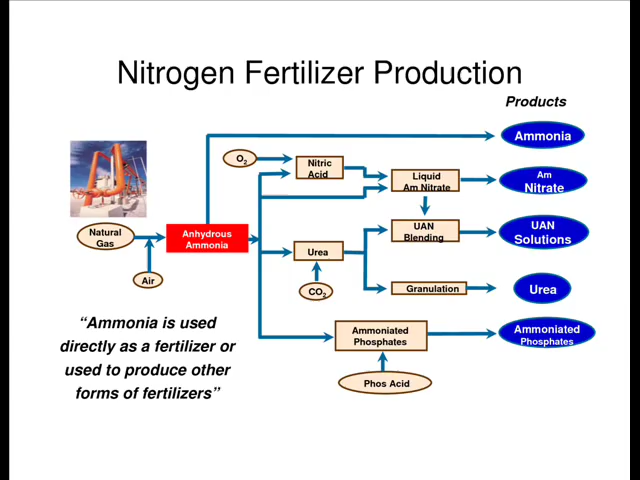 Nitrogen Fertilizer Production
Products
Ammonia
O2
Nitric
Acid
Liquid
Am Nitrate
Am
Nitrate
Natural
Gas
Anhydrous
Ammonia
UAN
Blending
UAN
Solutions
Urea
Air
CO2
Granulation
Urea
“Ammonia is used
directly as a fertilizer or
used to produce other
forms of fertilizers”
Ammoniated
Phosphates
Ammoniated
Phosphates
Phos Acid